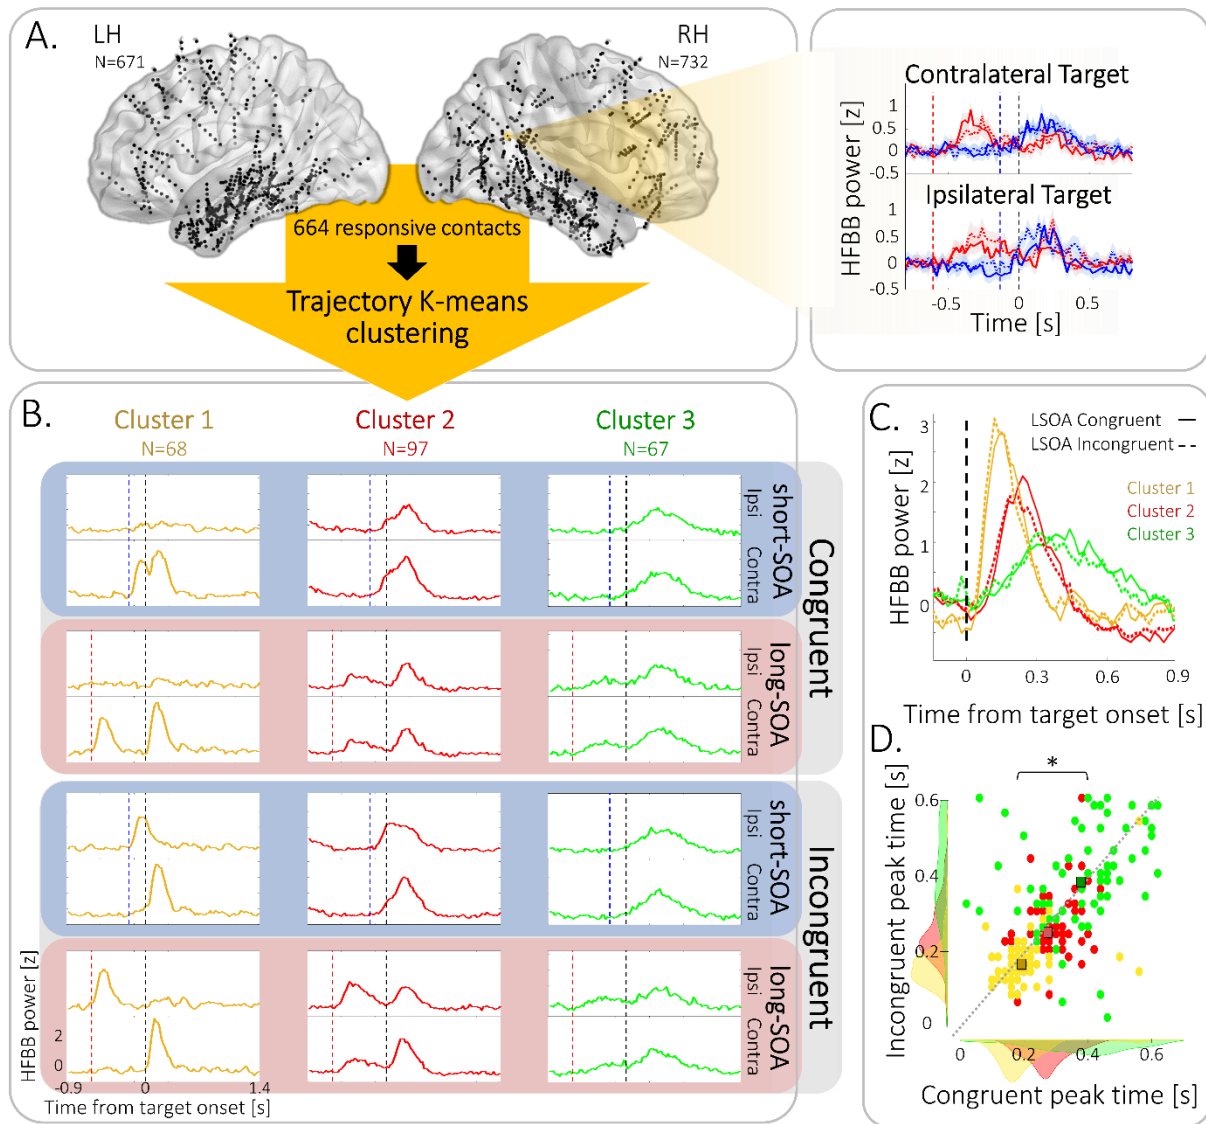 A.
LH
N=671
RH
N=732
664 responsive contacts
Trajectory K-means
clustering
Contralateral Target
HFBB power [z]
1
0.5
0
-0.5
Ipsilateral Target
1
0.5
0
-0.5
-0.5
0
0.5
Time [s]
B.
Cluster 1
N=68
Cluster 2
N=97
Cluster 3
N=67
short-SOA
Ipsi
Contra
long-SOA
Ipsi
Contra
Congruent
short-SOA
Ipsi
Contra
long-SOA
Ipsi
Contra
Incongruent
HFBB power [z]
2
0
-0.9
0
1.4
Time from target onset [s]
C.
LSOA Congruent
LSOA Incongruent
Cluster 1
Cluster 2
Cluster 3
HFBB power [z]
3
2
1
0
0
0.3
0.6
0.9
Time from target onset [s]
D.
*
Incongruent peak time [s]
0.6
0.4
0.2
0
0
0.2
0.4
0.6
Congruent peak time [s]